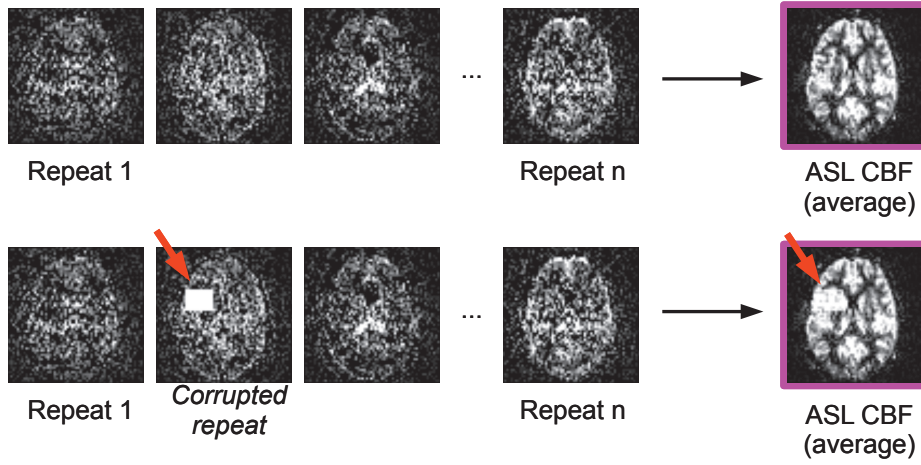 ...
Repeat 1
Repeat n
ASL CBF
(average)
...
Repeat 1
Corrupted
repeat
Repeat n
ASL CBF
(average)